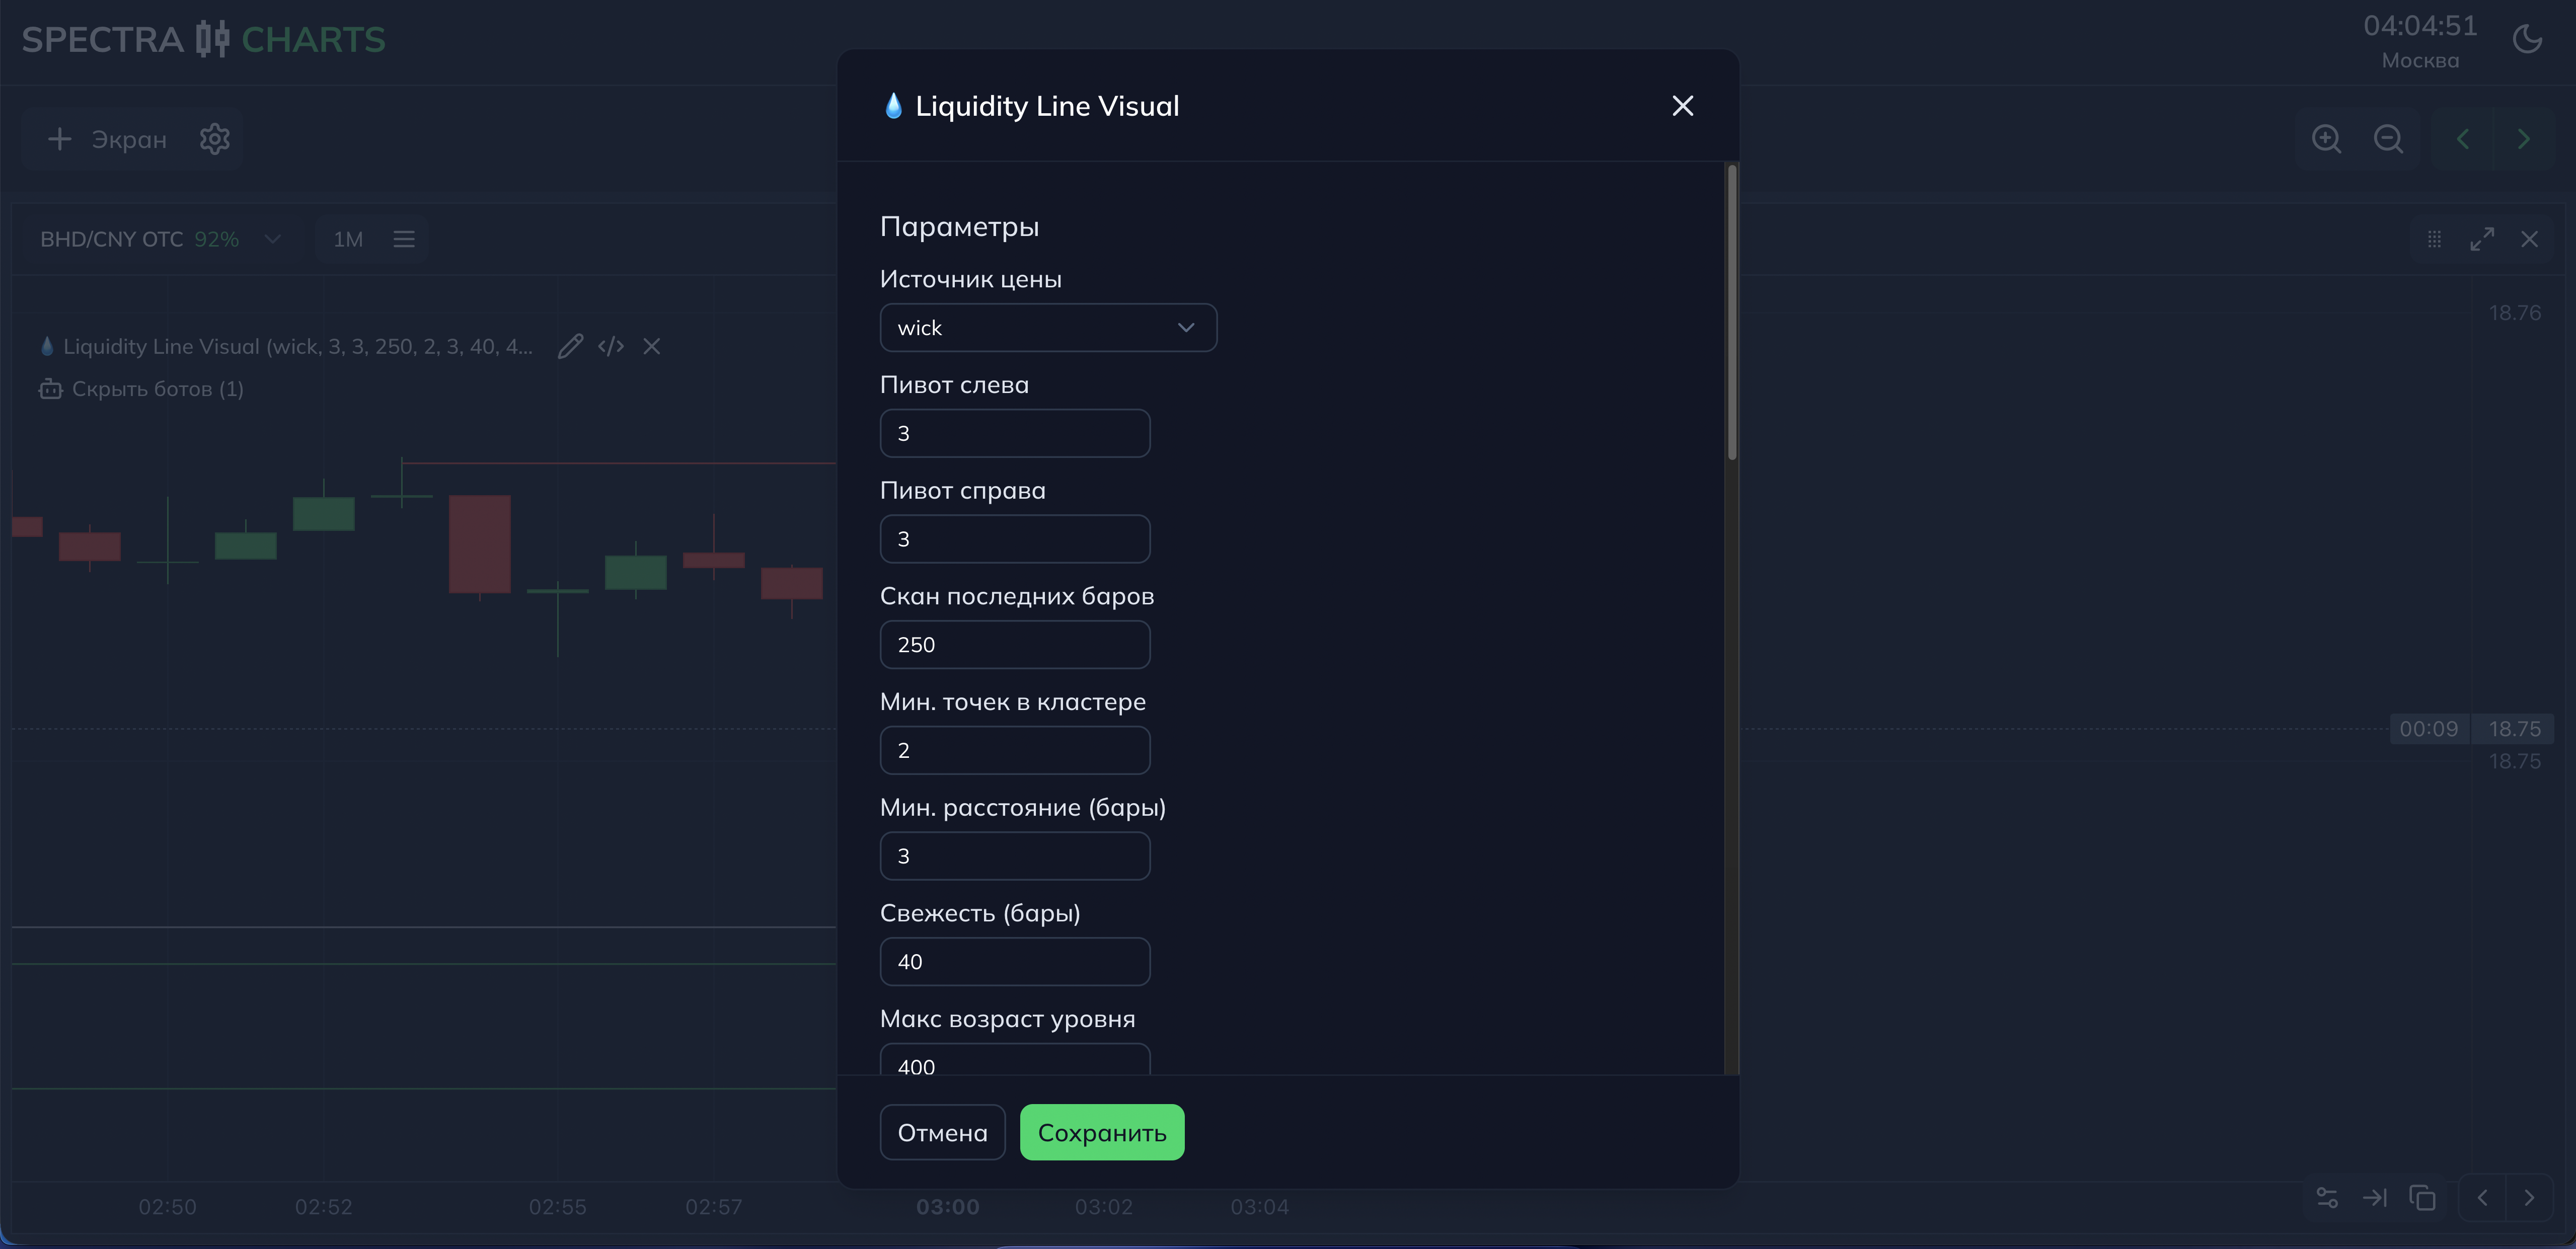 SPECTRA CHARTS
04:04:51
Москва
Экран
BHD/CNY OTC 92%
1M
Liquidity Line Visual (wick, 3, 3, 250, 2, 3, 40, 4...
Скрыть ботов (1)
Liquidity Line Visual
Параметры
Источник цены
wick
Пивот слева
3
Пивот справа
3
Скан последних баров
250
Мин. точек в кластере
2
Мин. расстояние (бары)
3
Свежесть (бары)
40
Макс возраст уровня
400
Отмена
Сохранить
18.76
00:09 18.75
18.75
02:50
02:52
02:55
02:57
03:00
03:02
03:04